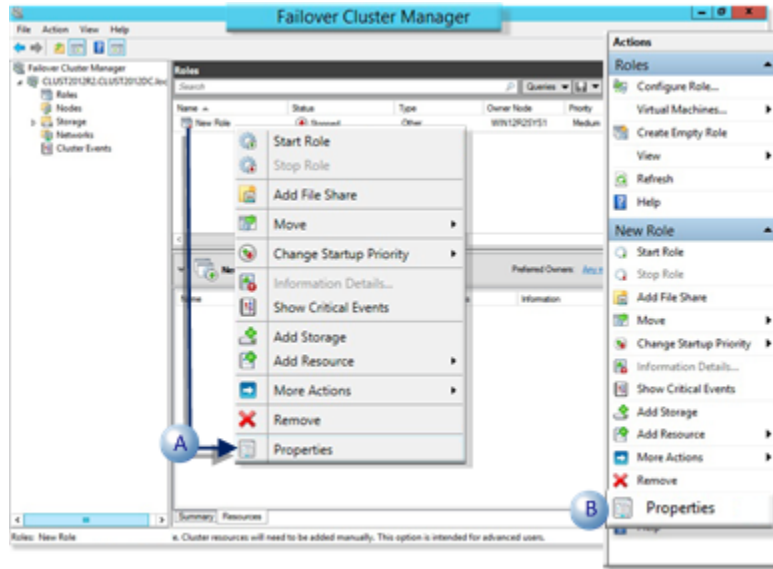 Failover Cluster Manager
File Action View Help
Failover Cluster Manager
Roles
Nodes
Storage
Networks
Cluster Events
Roles
Search
Queries
Name
Status
Type
Owner Node
Priority
New Role
Stopped
Other
WIN12R2SYS1
Medium
Start Role
Stop Role
Add File Share
Move
Change Startup Priority
Information Details...
Show Critical Events
Add Storage
Add Resource
More Actions
Remove
Properties
A
Preferred Owners:
Name
Information
Summary Resources
Roles: New Role
e. Cluster resources will need to be added manually. This option is intended for advanced users.
Actions
Roles
Configure Role...
Virtual Machines...
Create Empty Role
View
Refresh
Help
New Role
Start Role
Stop Role
Add File Share
Move
Change Startup Priority
Information Details...
Show Critical Events
Add Storage
Add Resource
More Actions
Remove
B
Properties